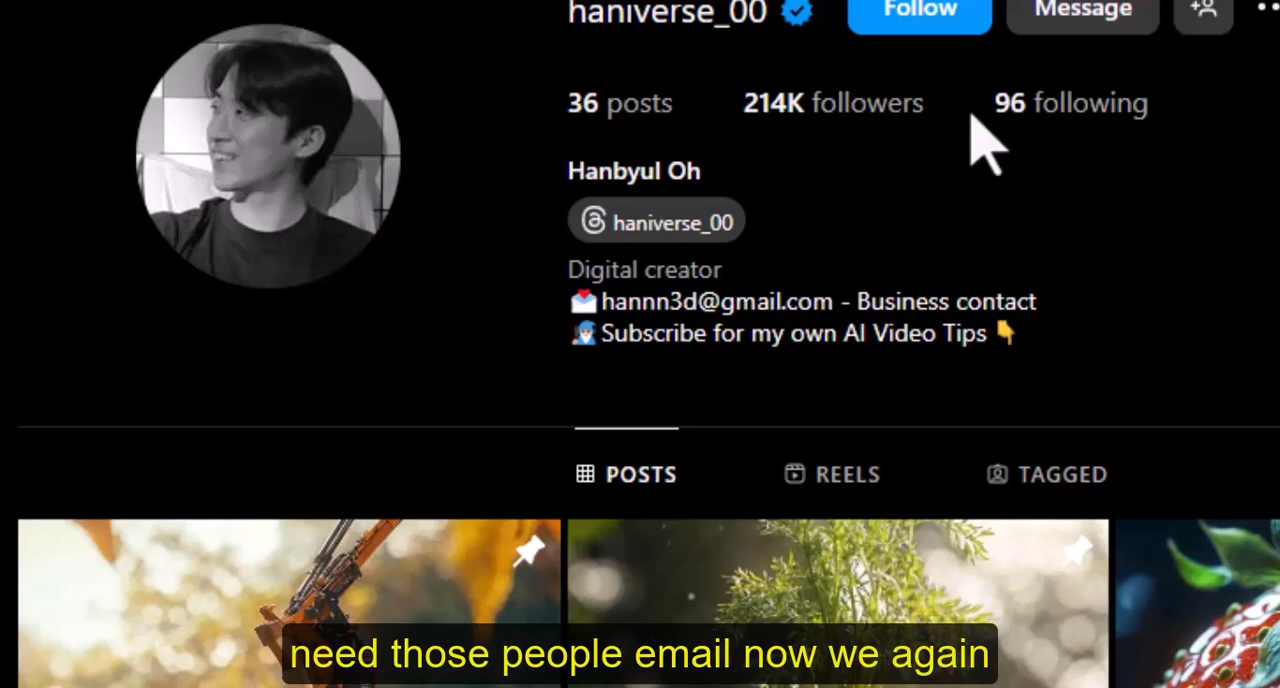 haniverse_00 Follow Message
36 posts 214K followers 96 following
Hanbyul Oh
haniverse_00
Digital creator
💌hannn3d@gmail.com - Business contact
🧙🏻‍♂️Subscribe for my own AI Video Tips 👇
POSTS REELS TAGGED
need those people email now we again